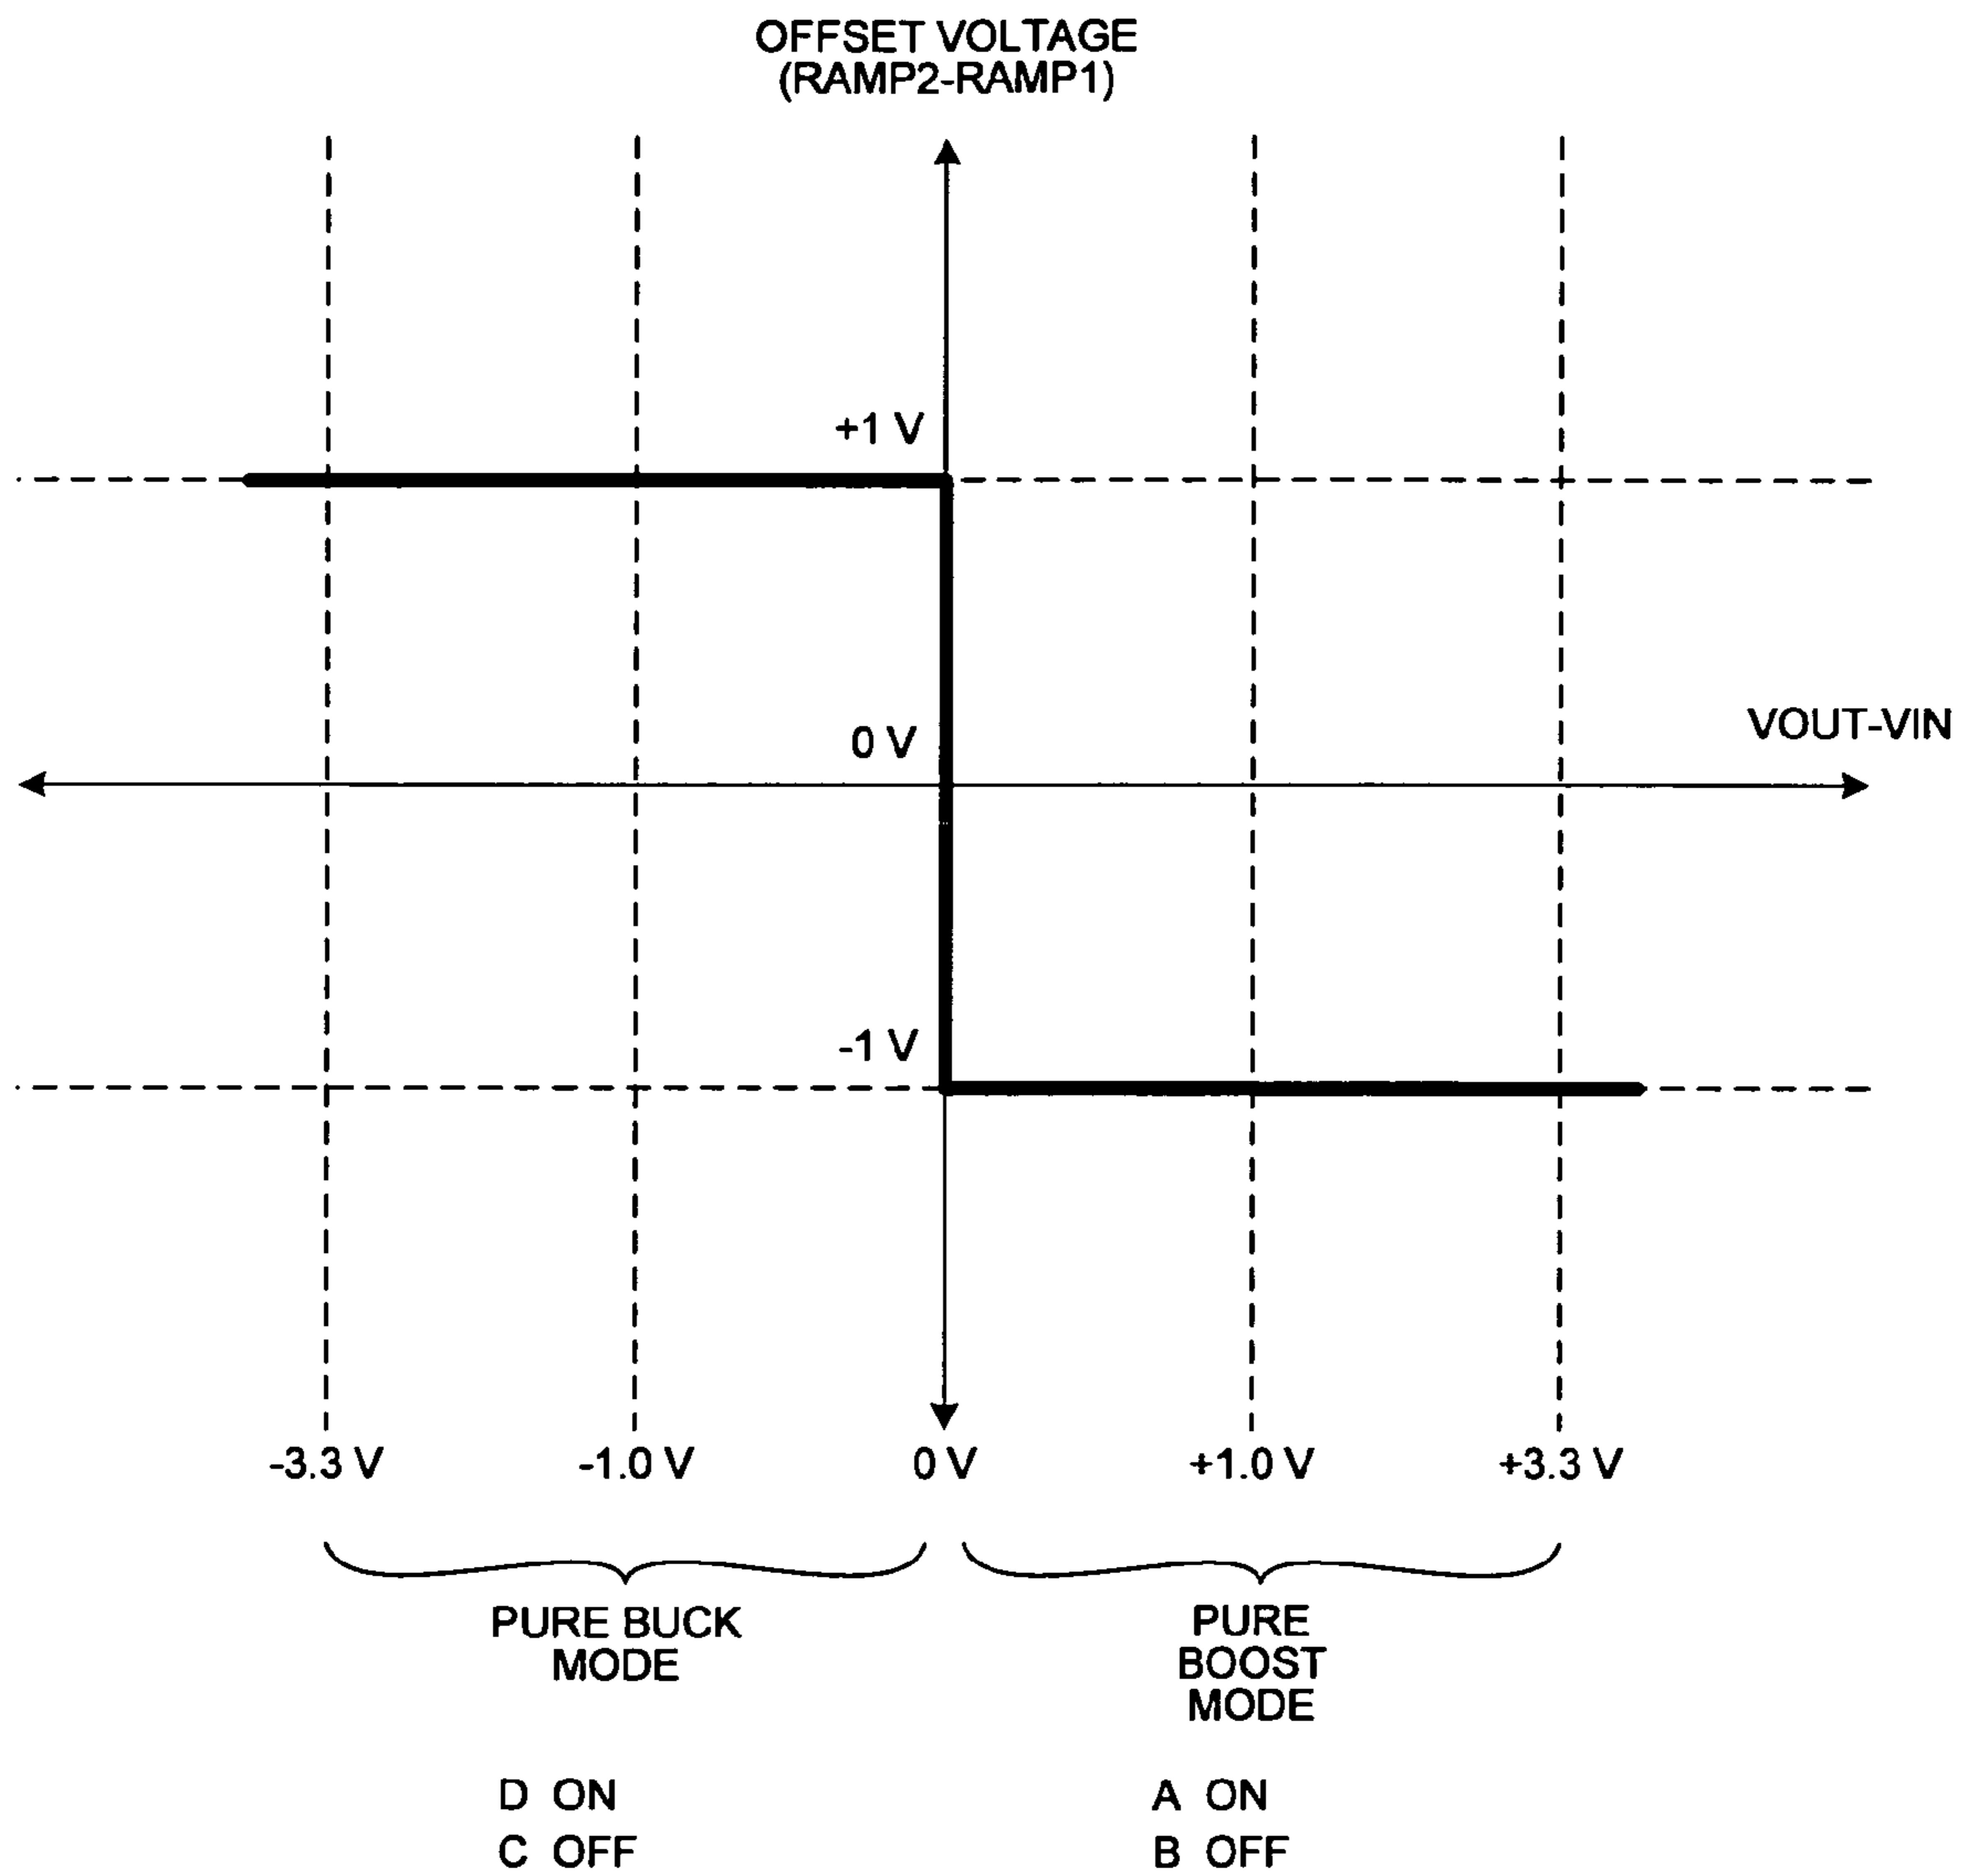 OFFSET VOLTAGE
(RAMP2-RAMP1)
+1 V
VOUT-VIN
0 V
-1 V
-3.3 V
-1.0 V
0 V
+1.0 V
+3.3 V
PURE BUCK
MODE
PURE
BOOST
MODE
D ON
C OFF
A ON
B OFF